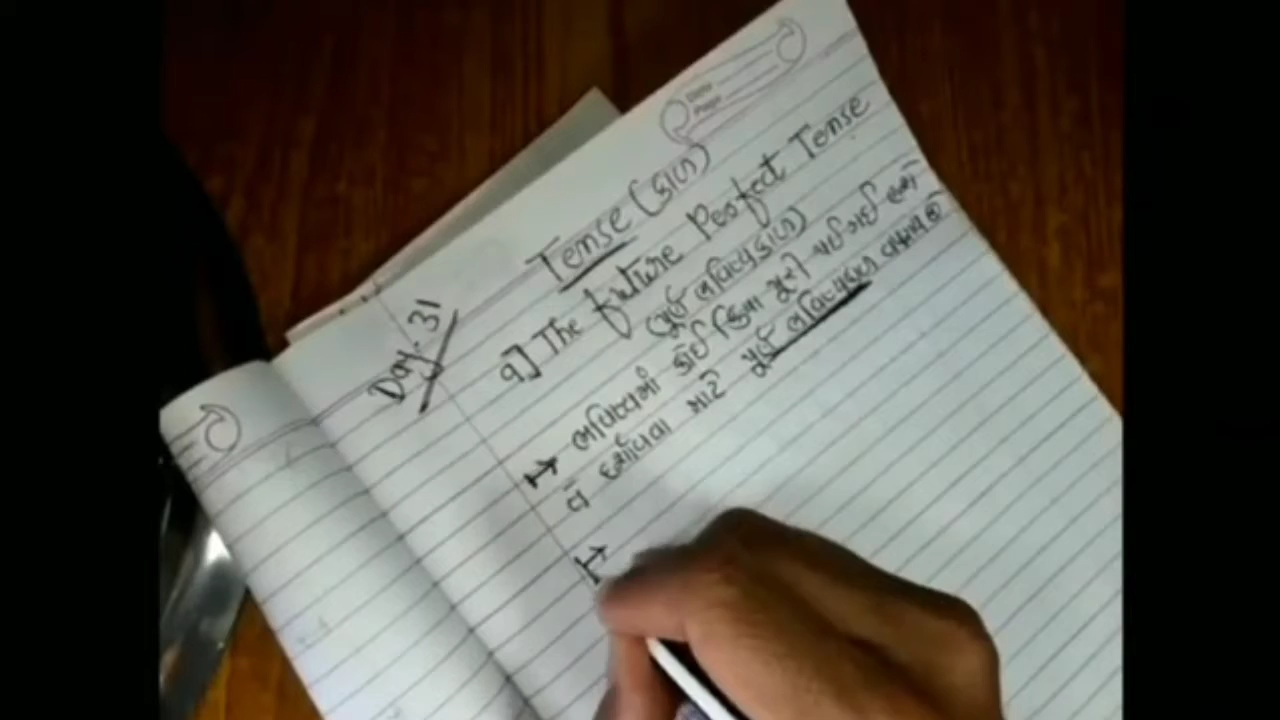 Day. 31
Tense (કાળ)
૧] The future Perfect Tense
(પૂર્ણ ભવિષ્યકાળ)
→ ભવિષ્યમાં કોઈ ક્રિયા પૂરી થઈ ગઈ હશે
તે દર્શાવવા માટે પૂર્ણ ભવિષ્યકાળ વપરાય છે
→